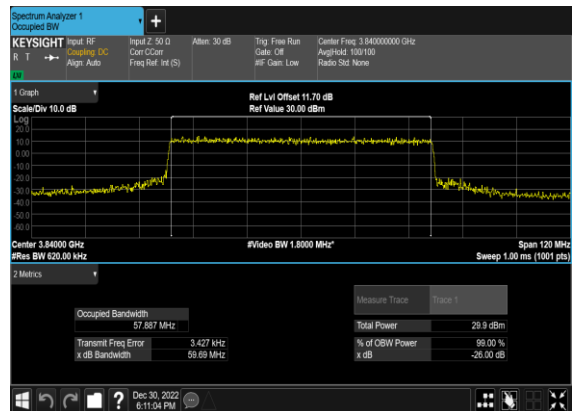 Spectrum Analyzer 1
Occupied BW
+
KEYSIGHT Input: RF Input Z: 50 Ω Atten: 30 dB Trig: Free Run Center Freq: 3.840000000 GHz
R T Coupling: DC Corr CCorr Gate: Off Avg|Hold: 100/100
Align: Auto Freq Ref: Int (S) #IF Gain: Low Radio Std: None
1 Graph
Ref Lvl Offset 11.70 dB
Scale/Div 10.0 dB Ref Value 30.00 dBm
Log
20.0
10.0
0.00
-10.0
-20.0
-30.0
-40.0
-50.0
-60.0
Center 3.84000 GHz #Video BW 1.8000 MHz* Span 120 MHz
#Res BW 620.00 kHz Sweep 1.00 ms (1001 pts)
2 Metrics
Measure Trace Trace 1
Occupied Bandwidth
57.887 MHz Total Power 29.9 dBm
Transmit Freq Error 3.427 kHz % of OBW Power 99.00 %
x dB Bandwidth 59.69 MHz x dB -26.00 dB
? Dec 30, 2022
6:11:04 PM